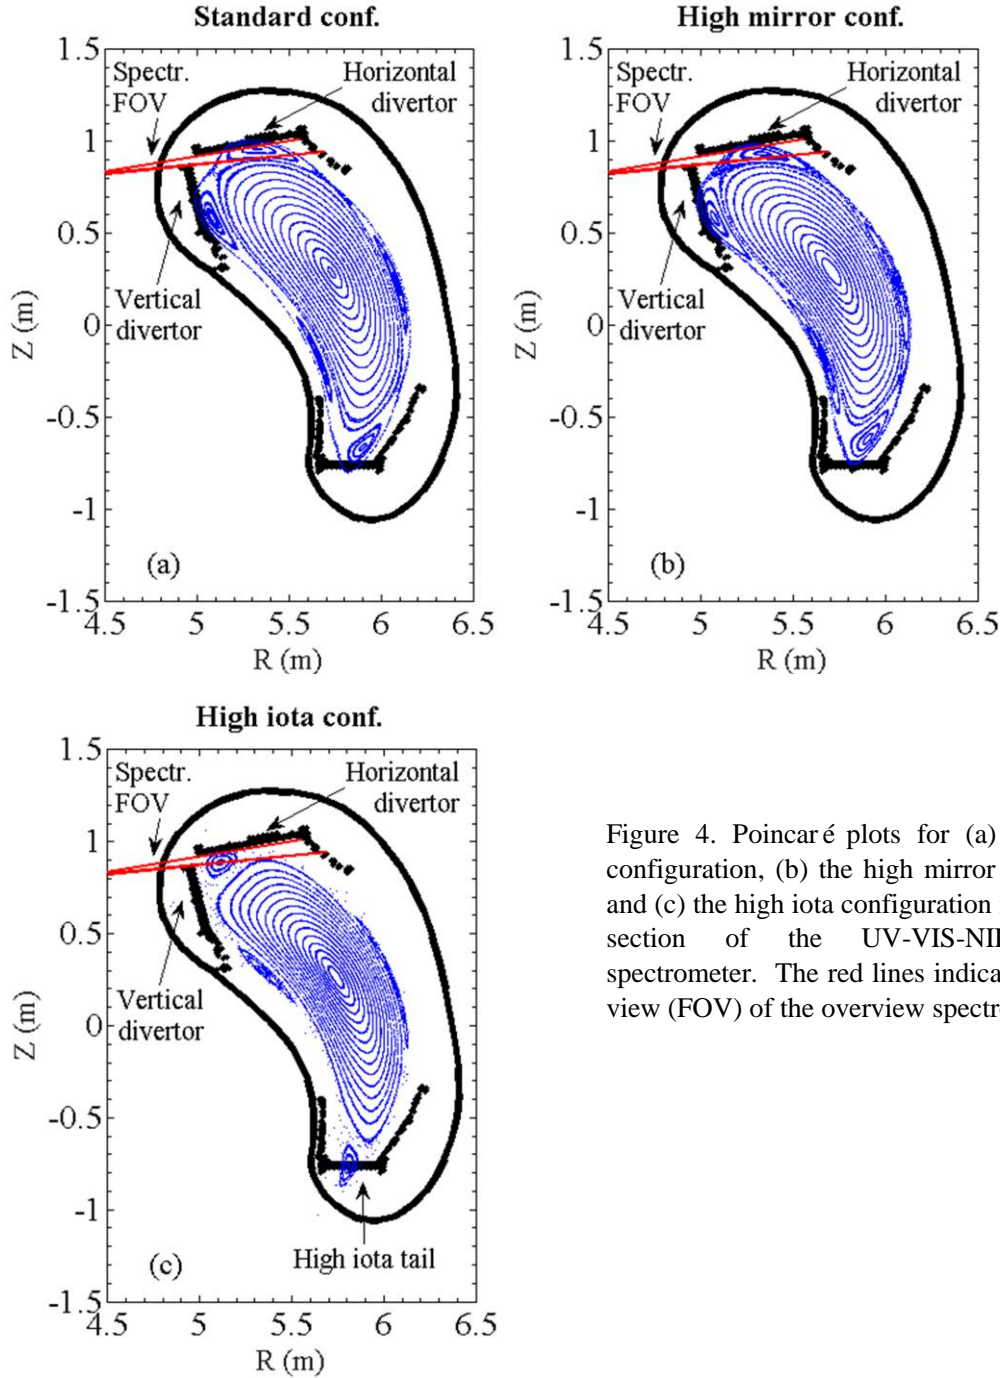 Standard conf.
1.5
1
0.5
0
-0.5
-1
-1.5
Z (m)
Spectr.
FOV
Horizontal
divertor
Vertical
divertor
(a)
4.5 5 5.5 6 6.5
R (m)
High mirror conf.
1.5
1
0.5
0
-0.5
-1
-1.5
Z (m)
Spectr.
FOV
Horizontal
divertor
Vertical
divertor
(b)
4.5 5 5.5 6 6.5
R (m)
High iota conf.
1.5
1
0.5
0
-0.5
-1
-1.5
Z (m)
Spectr.
FOV
Horizontal
divertor
Vertical
divertor
High iota tail
(c)
4.5 5 5.5 6 6.5
R (m)
Figure 4. Poincaré plots for (a)
configuration, (b) the high mirror
and (c) the high iota configuration
section of the UV-VIS-NI
spectrometer. The red lines indica
view (FOV) of the overview spectr